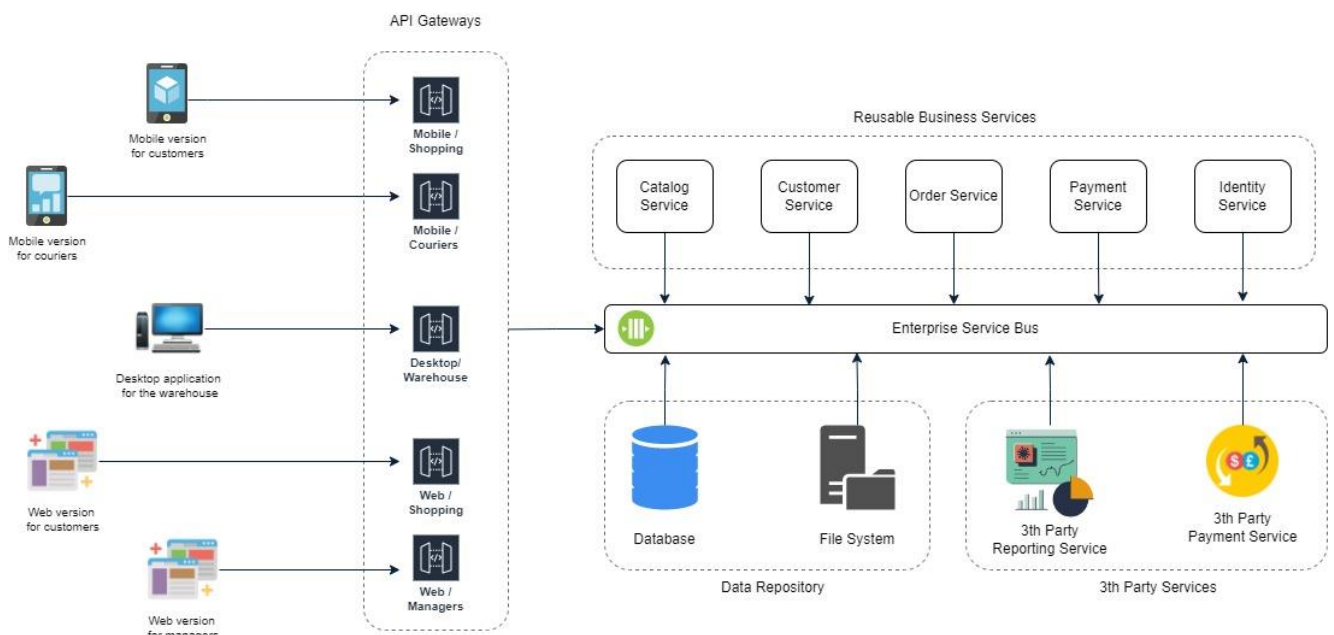 API Gateways
Mobile version
for customers
Mobile /
Shopping
Mobile version
for couriers
Mobile /
Couriers
Desktop application
for the warehouse
Desktop/
Warehouse
Web version
for customers
Web /
Shopping
Web version
for managers
Web /
Managers
Reusable Business Services
Catalog
Service
Customer
Service
Order Service
Payment
Service
Identity
Service
Enterprise Service Bus
Database
File System
Data Repository
3th Party
Reporting Service
$ £
3th Party
Payment Service
3th Party Services